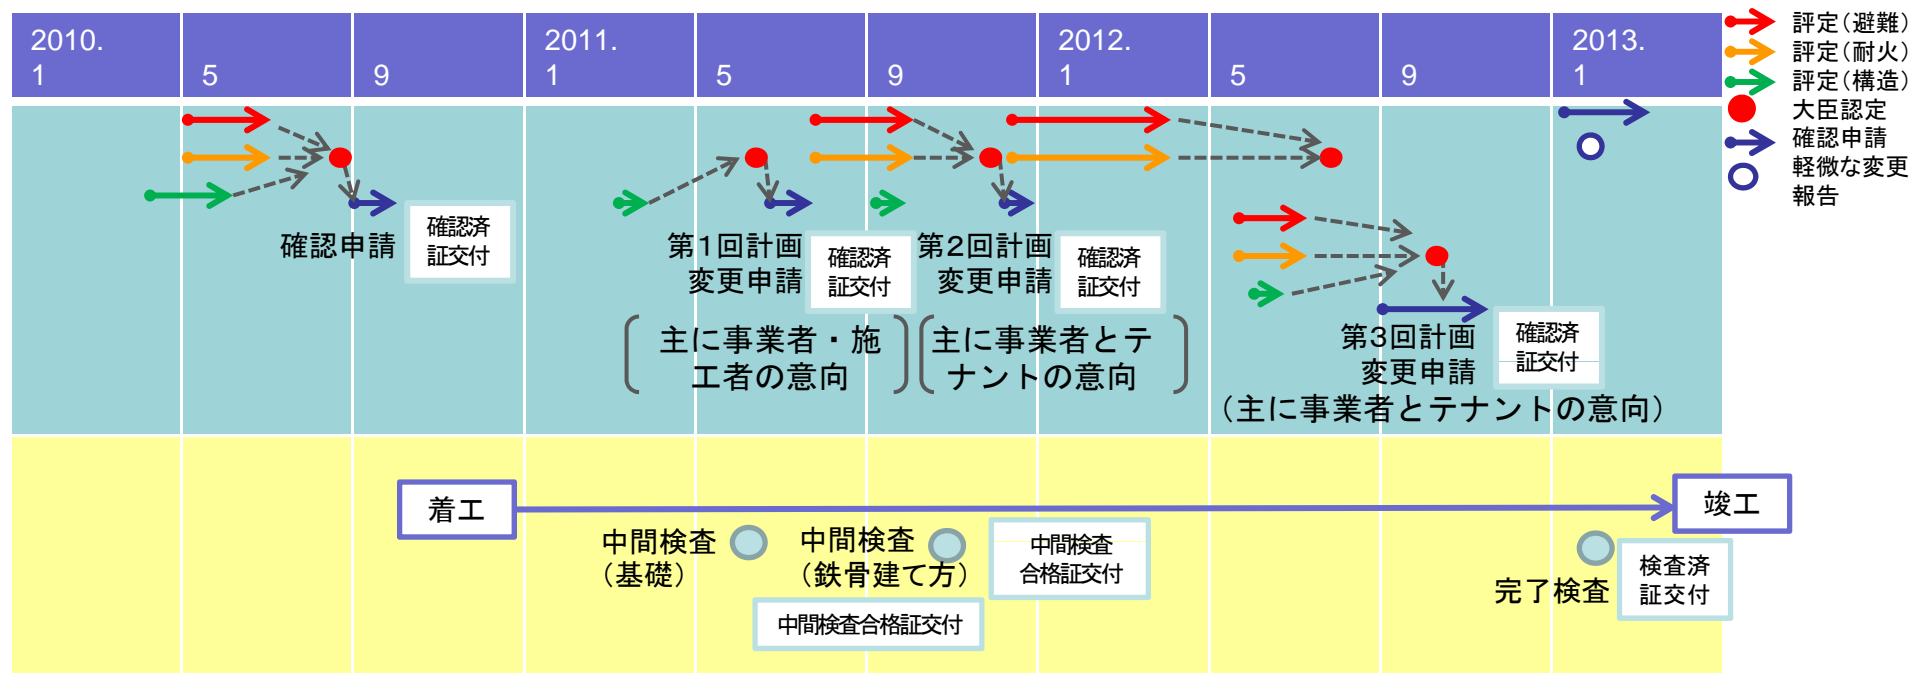 2010.
1
5
9
2011.
1
5
9
2012.
1
5
9
2013.
1
評定(避難)
評定(耐火)
評定(構造)
大臣認定
確認申請
軽微な変更
報告
確認申請
確認済
証交付
第1回計画
変更申請
確認済
証交付
第2回計画
変更申請
確認済
証交付
主に事業者・施
工者の意向
主に事業者とテ
ナントの意向
第3回計画
変更申請
確認済
証交付
(主に事業者とテナントの意向)
着工
竣工
中間検査
(基礎)
中間検査
(鉄骨建て方)
中間検査
合格証交付
中間検査合格証交付
完了検査
検査済
証交付